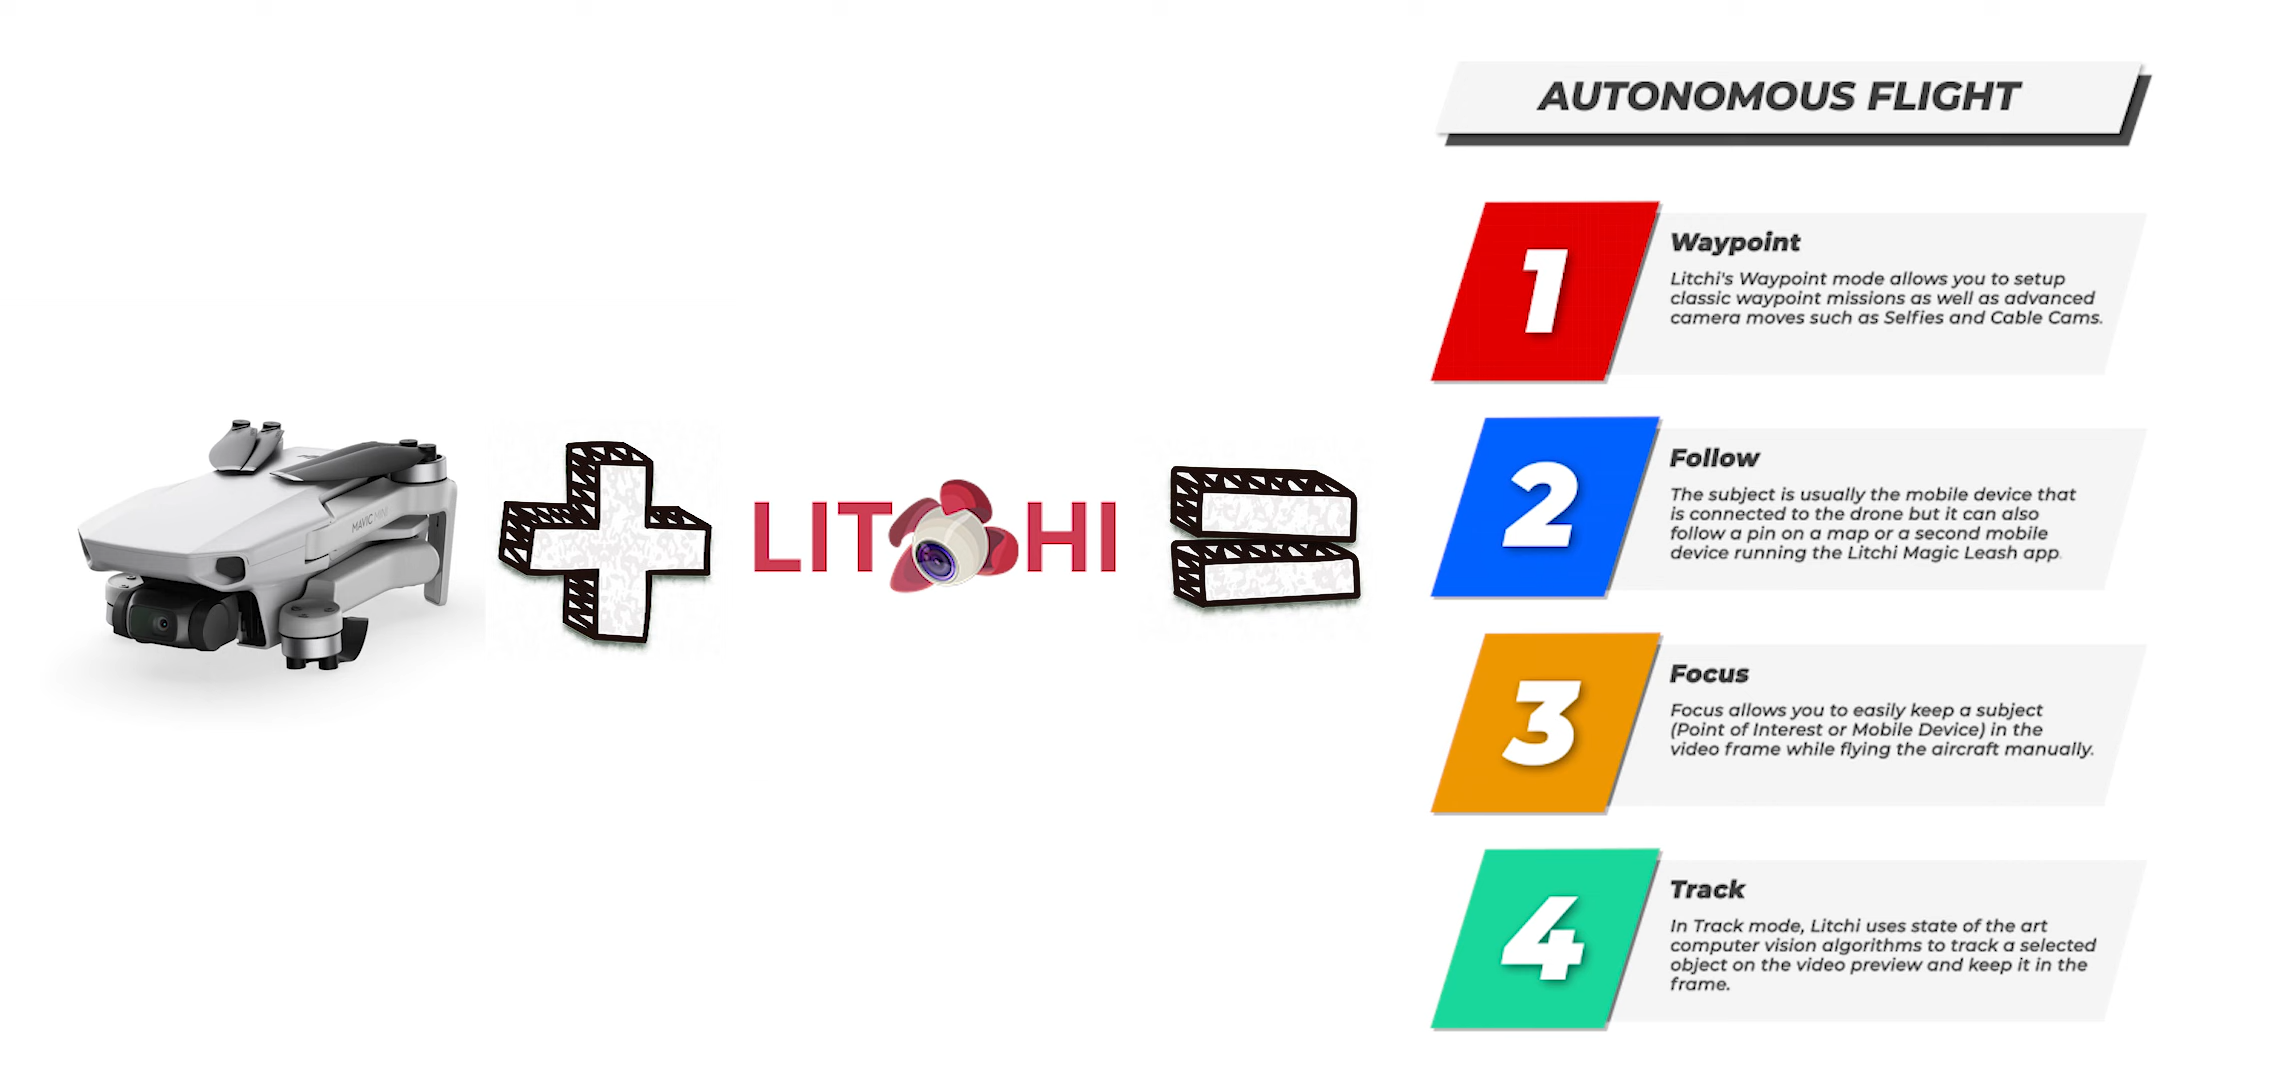 MAVIC MINI
LITCHI
AUTONOMOUS FLIGHT
1
Waypoint
Litchi's Waypoint mode allows you to setup
classic waypoint missions as well as advanced
camera moves such as Selfies and Cable Cams.
2
Follow
The subject is usually the mobile device that
is connected to the drone but it can also
follow a pin on a map or a second mobile
device running the Litchi Magic Leash app.
3
Focus
Focus allows you to easily keep a subject
(Point of Interest or Mobile Device) in the
video frame while flying the aircraft manually.
4
Track
In Track mode, Litchi uses state of the art
computer vision algorithms to track a selected
object on the video preview and keep it in the
frame.